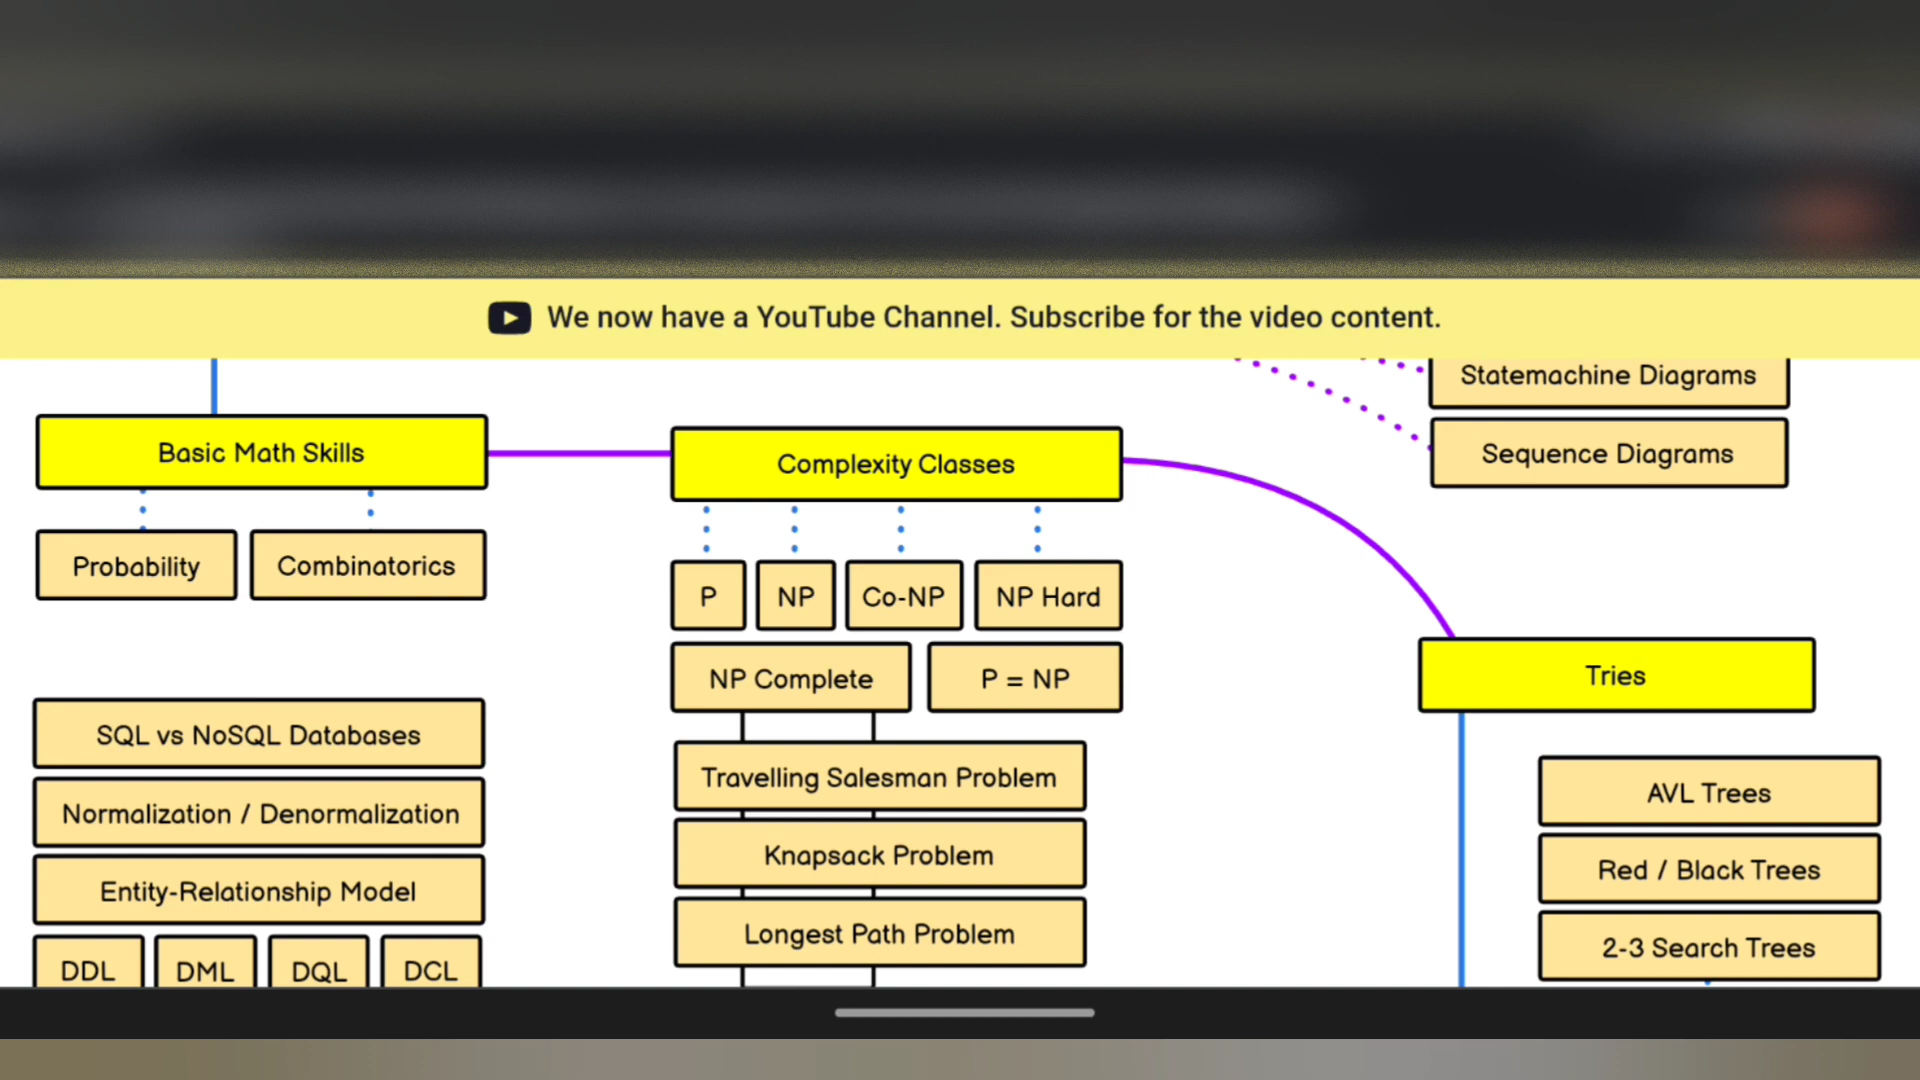 We now have a YouTube Channel. Subscribe for the video content.
Statemachine Diagrams
Sequence Diagrams
Basic Math Skills
Probability
Combinatorics
Complexity Classes
P
NP
Co-NP
NP Hard
NP Complete
P = NP
Travelling Salesman Problem
Knapsack Problem
Longest Path Problem
Tries
AVL Trees
Red / Black Trees
2-3 Search Trees
SQL vs NoSQL Databases
Normalization / Denormalization
Entity-Relationship Model
DDL
DML
DQL
DCL